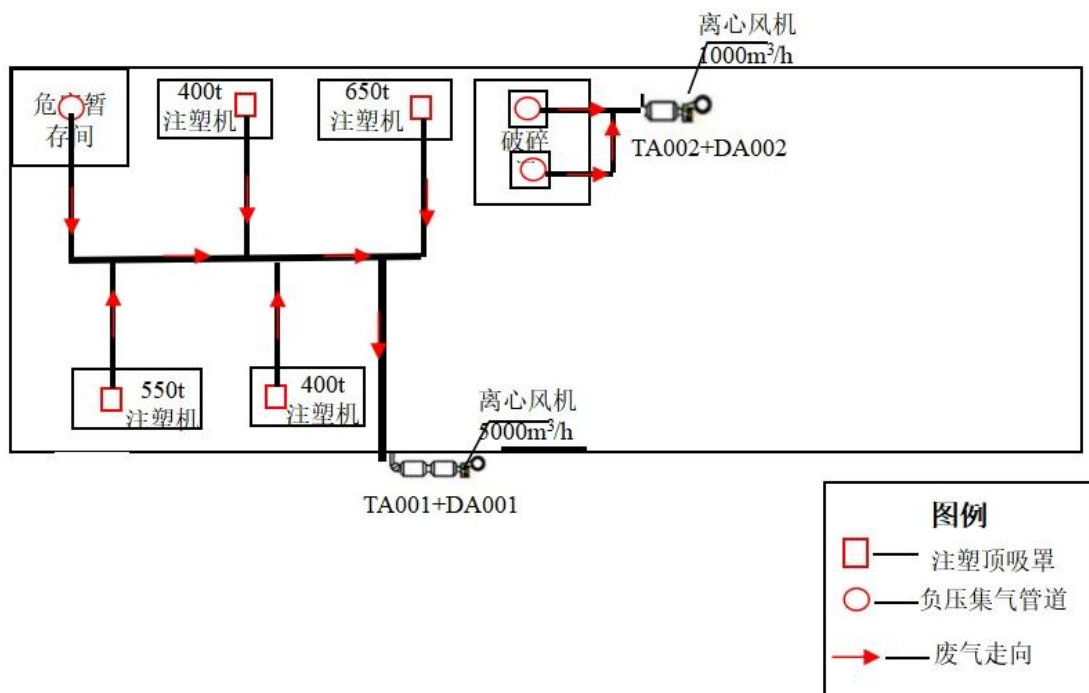 离心风机
1000m³/h
危废暂
存间
400t
注塑机
650t
注塑机
破碎
TA002+DA002
550t
注塑机
400t
注塑机
离心风机
5000m³/h
TA001+DA001
图例
注塑顶吸罩
负压集气管道
废气走向